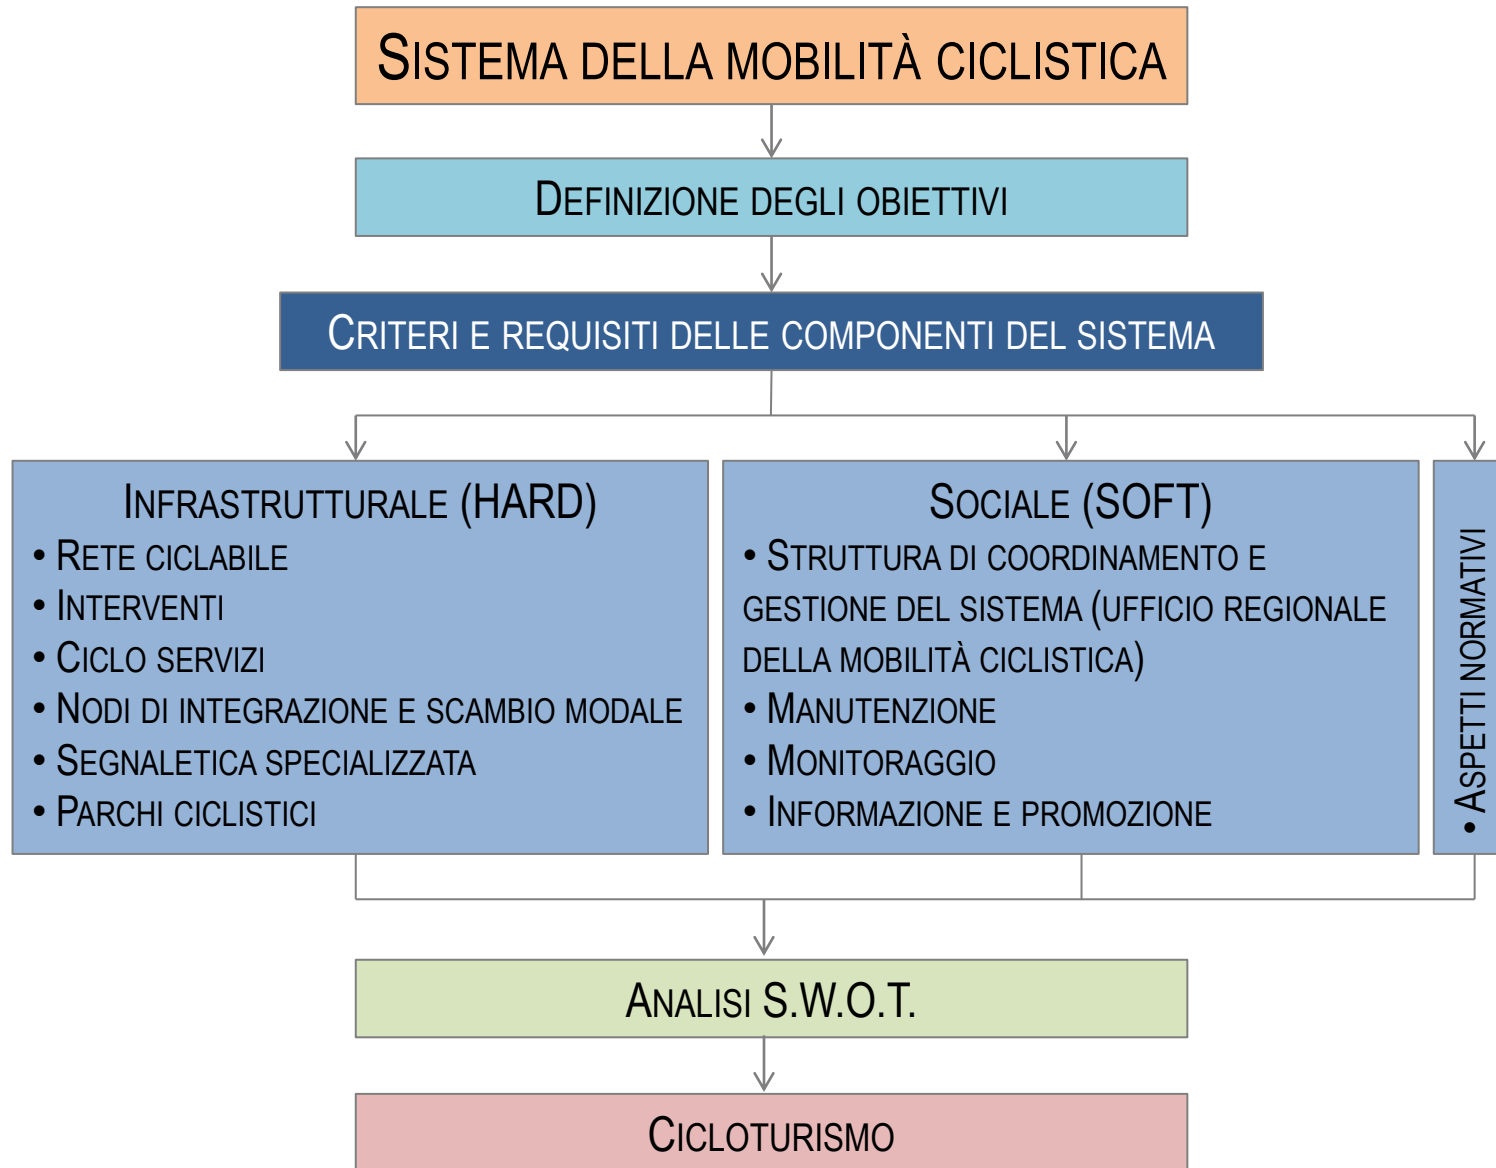 SISTEMA DELLA MOBILITÀ CICLISTICA
DEFINIZIONE DEGLI OBIETTIVI
CRITERI E REQUISITI DELLE COMPONENTI DEL SISTEMA
INFRASTRUTTURALE (HARD)
• RETE CICLABILE
• INTERVENTI
• CICLO SERVIZI
• NODI DI INTEGRAZIONE E SCAMBIO MODALE
• SEGNALETICA SPECIALIZZATA
• PARCHI CICLISTICI
SOCIALE (SOFT)
• STRUTTURA DI COORDINAMENTO E
GESTIONE DEL SISTEMA (UFFICIO REGIONALE
DELLA MOBILITÀ CICLISTICA)
• MANUTENZIONE
• MONITORAGGIO
• INFORMAZIONE E PROMOZIONE
• ASPETTI NORMATIVI
ANALISI S.W.O.T.
CICLOTURISMO